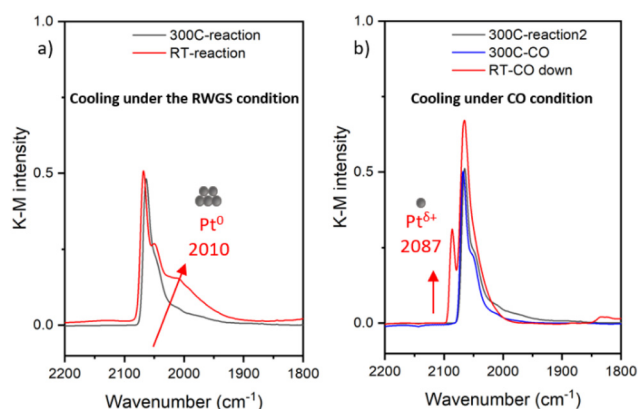 a)
300C-reaction
RT-reaction
Cooling under the RWGS condition
Pt⁰
2010
K-M intensity
1.0
0.5
0.0
2200 2100 2000 1900 1800
Wavenumber (cm⁻¹)
b)
300C-reaction2
300C-CO
RT-CO down
Cooling under CO condition
Ptᵟ⁺
2087
K-M intensity
1.0
0.5
0.0
2200 2100 2000 1900 1800
Wavenumber (cm⁻¹)